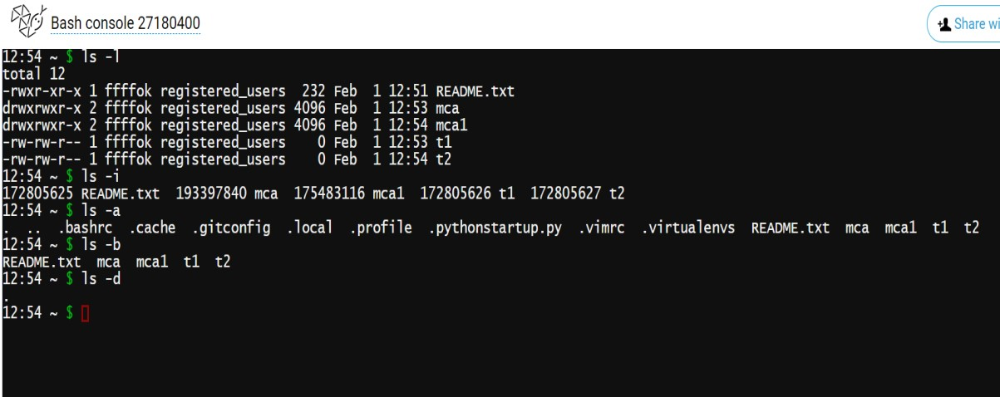 Bash console 27180400
Share wi
12:54 ~ $ ls -l
total 12
-rwxr-xr-x 1 ffffok registered_users  232 Feb  1 12:51 README.txt
drwxrwxr-x 2 ffffok registered_users 4096 Feb  1 12:53 mca
drwxrwxr-x 2 ffffok registered_users 4096 Feb  1 12:54 mca1
-rw-rw-r-- 1 ffffok registered_users    0 Feb  1 12:53 t1
-rw-rw-r-- 1 ffffok registered_users    0 Feb  1 12:54 t2
12:54 ~ $ ls -i
172805625 README.txt  193397840 mca  175483116 mca1  172805626 t1  172805627 t2
12:54 ~ $ ls -a
.  ..  .bashrc  .cache  .gitconfig  .local  .profile  .pythonstartup.py  .vimrc  .virtualenvs  README.txt  mca  mca1  t1  t2
12:54 ~ $ ls -b
README.txt  mca  mca1  t1  t2
12:54 ~ $ ls -d
.
12:54 ~ $